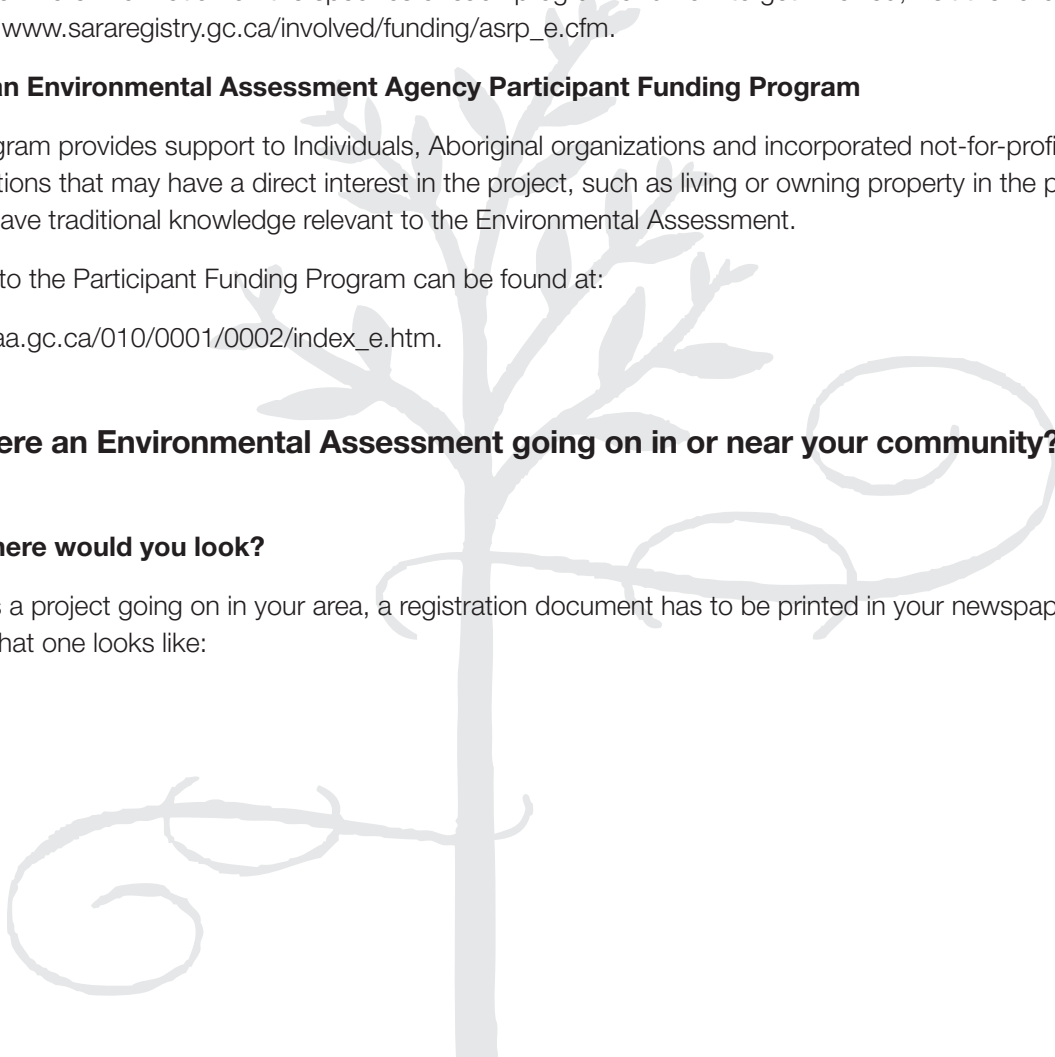 www.sararegistry.gc.ca/involved/funding/asrp_e.cfm.
an Environmental Assessment Agency Participant Funding Program
gram provides support to Individuals, Aboriginal organizations and incorporated not-for-profi
tions that may have a direct interest in the project, such as living or owning property in the p
ave traditional knowledge relevant to the Environmental Assessment.
to the Participant Funding Program can be found at:
aa.gc.ca/010/0001/0002/index_e.htm.
ere an Environmental Assessment going on in or near your community?
here would you look?
s a project going on in your area, a registration document has to be printed in your newspap
hat one looks like: